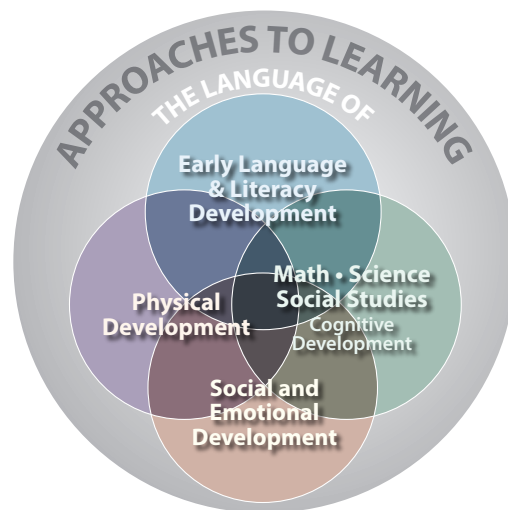 APPROACHES TO LEARNING
THE LANGUAGE OF
Early Language
& Literacy
Development
Physical
Development
Math • Science
Social Studies
Cognitive
Development
Social and
Emotional
Development